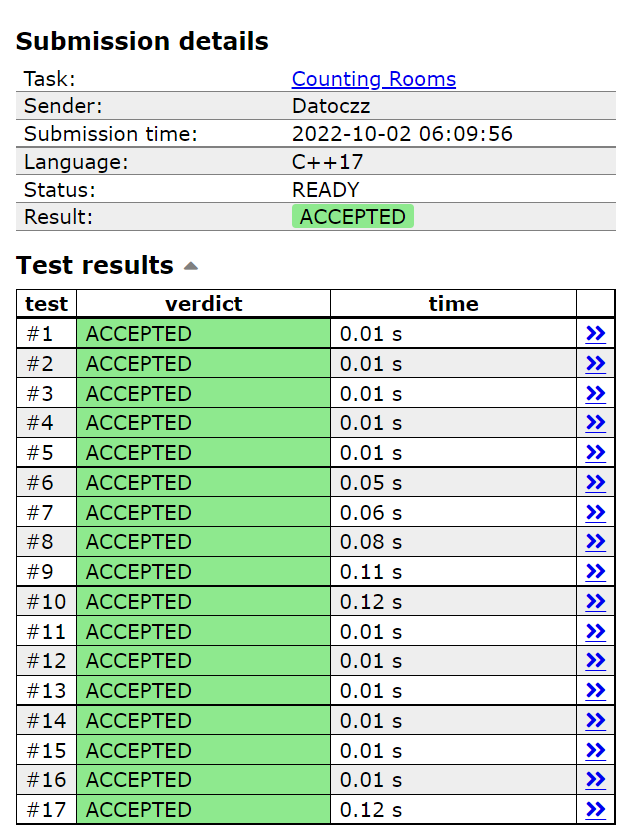 Submission details
Task: Counting Rooms
Sender: Datoczz
Submission time: 2022-10-02 06:09:56
Language: C++17
Status: READY
Result: ACCEPTED
Test results
test verdict time
#1 ACCEPTED 0.01 s
#2 ACCEPTED 0.01 s
#3 ACCEPTED 0.01 s
#4 ACCEPTED 0.01 s
#5 ACCEPTED 0.01 s
#6 ACCEPTED 0.05 s
#7 ACCEPTED 0.06 s
#8 ACCEPTED 0.08 s
#9 ACCEPTED 0.11 s
#10 ACCEPTED 0.12 s
#11 ACCEPTED 0.01 s
#12 ACCEPTED 0.01 s
#13 ACCEPTED 0.01 s
#14 ACCEPTED 0.01 s
#15 ACCEPTED 0.01 s
#16 ACCEPTED 0.01 s
#17 ACCEPTED 0.12 s